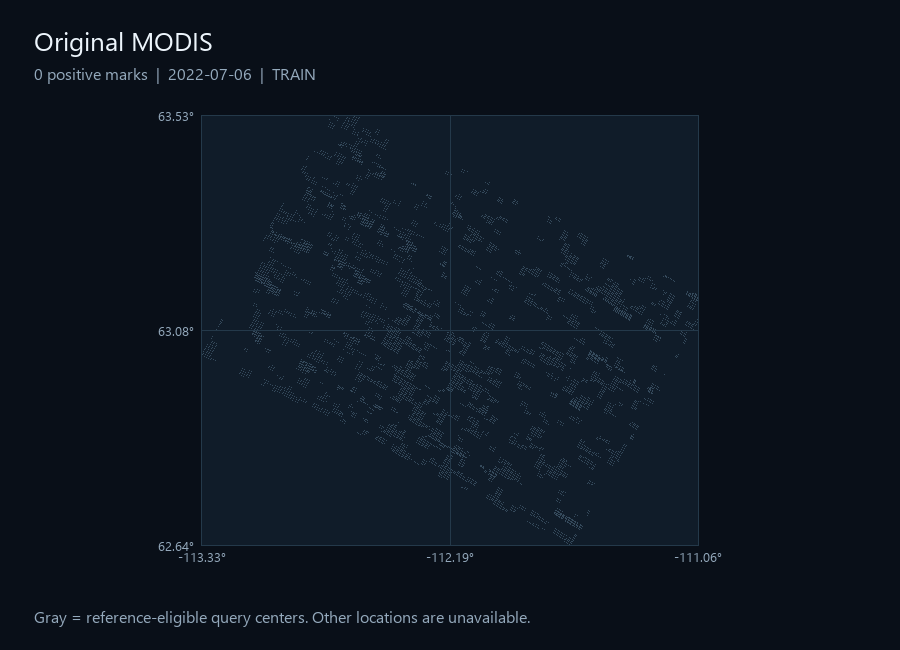 Original MODIS
0 positive marks | 2022-07-06 | TRAIN
63.53°
63.08°
62.64°
-113.33°
-112.19°
-111.06°
Gray = reference-eligible query centers. Other locations are unavailable.